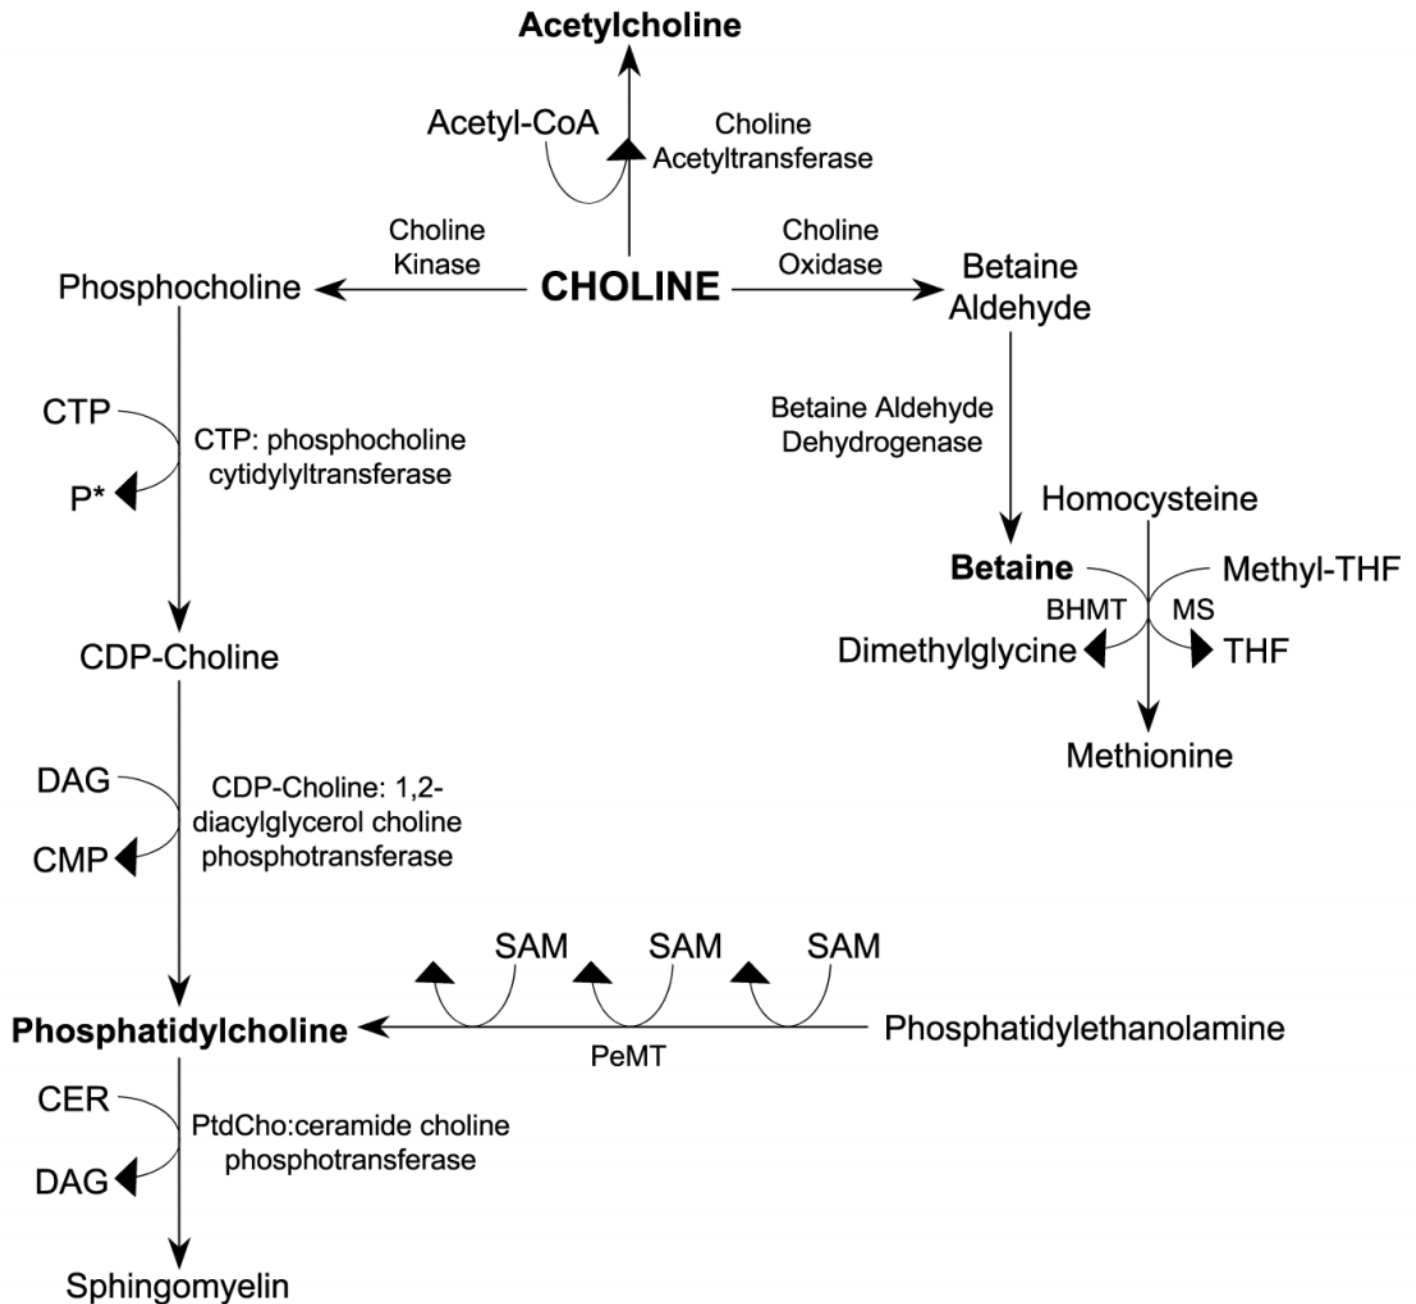 Acetylcholine
Acetyl-CoA
Choline
Acetyltransferase
Choline
Kinase
Choline
Oxidase
Phosphocholine
CHOLINE
Betaine
Aldehyde
CTP
CTP: phosphocholine
cytidylyltransferase
P*
Betaine Aldehyde
Dehydrogenase
Homocysteine
Betaine
Methyl-THF
BHMT
MS
Dimethylglycine
THF
Methionine
CDP-Choline
DAG
CDP-Choline: 1,2-
diacylglycerol choline
phosphotransferase
CMP
SAM
SAM
SAM
Phosphatidylcholine
PeMT
Phosphatidylethanolamine
CER
PtdCho:ceramide choline
phosphotransferase
DAG
Sphingomyelin